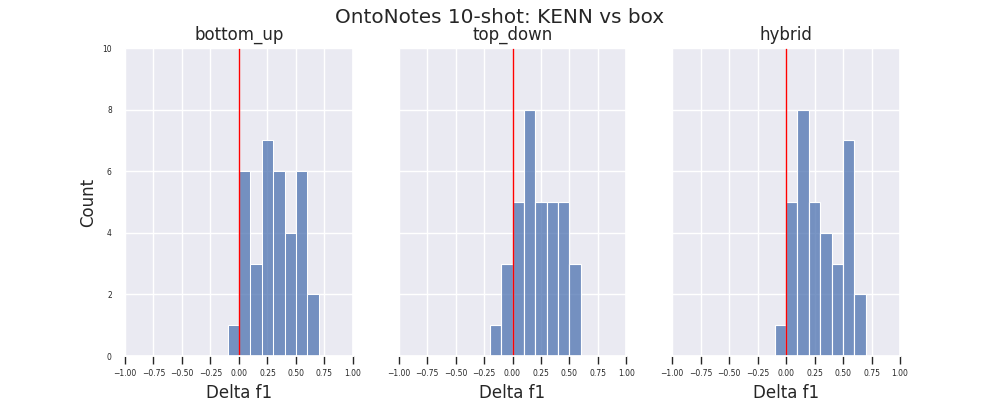 OntoNotes 10-shot: KENN vs box
bottom_up
top_down
hybrid
Count
10
8
6
4
2
0
−1.00 −0.75 −0.50 −0.25 0.00 0.25 0.50 0.75 1.00
−1.00 −0.75 −0.50 −0.25 0.00 0.25 0.50 0.75 1.00
−1.00 −0.75 −0.50 −0.25 0.00 0.25 0.50 0.75 1.00
Delta f1
Delta f1
Delta f1